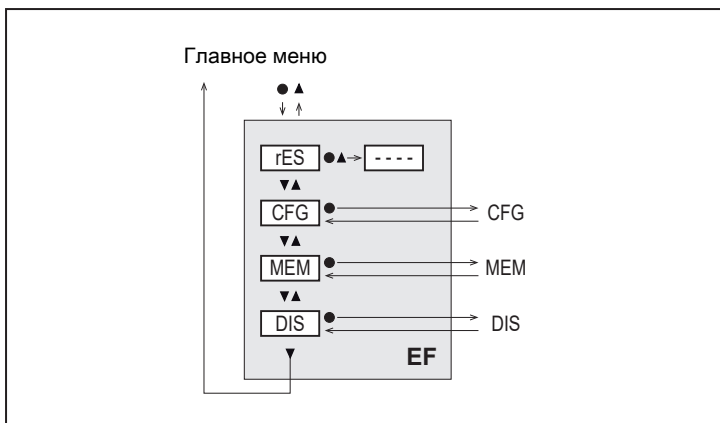 Главное меню
rES
- - - -
CFG
CFG
MEM
MEM
DIS
DIS
EF